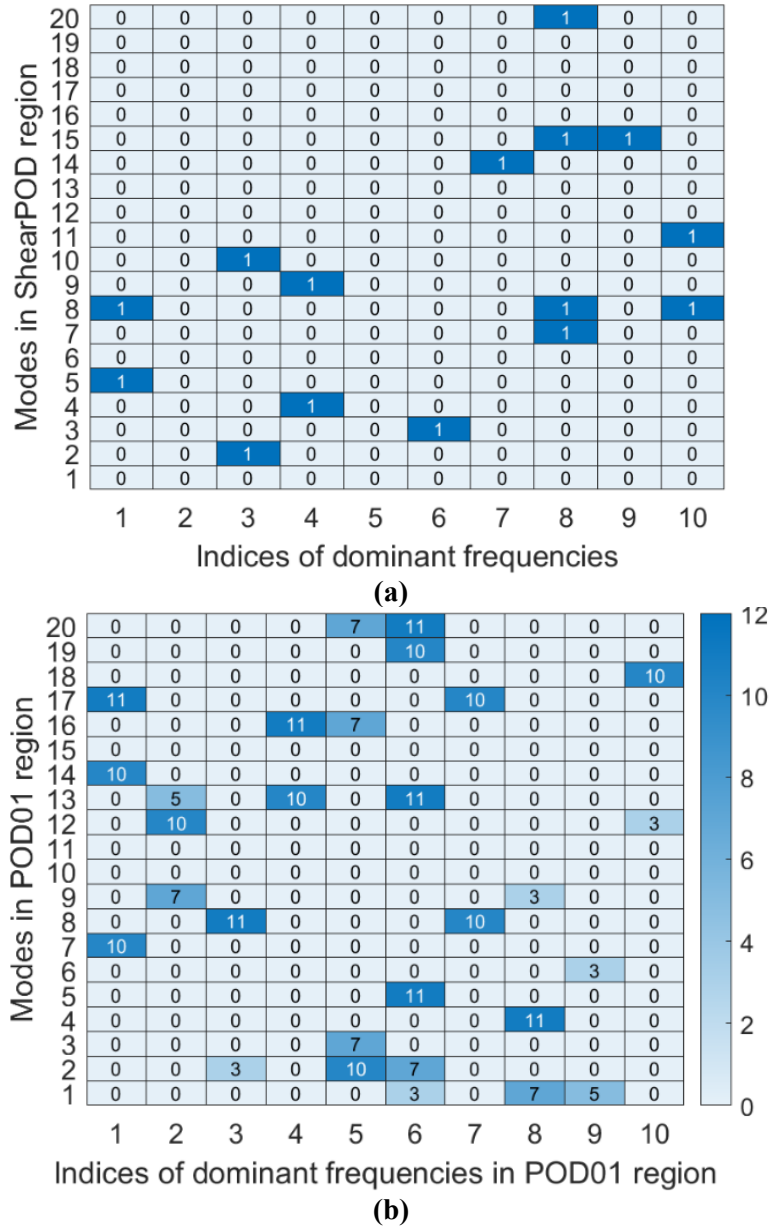 Modes in ShearPOD region
20 0 0 0 0 0 0 0 1 0 0
19 0 0 0 0 0 0 0 0 0 0
18 0 0 0 0 0 0 0 0 0 0
17 0 0 0 0 0 0 0 0 0 0
16 0 0 0 0 0 0 0 0 0 0
15 0 0 0 0 0 0 0 1 1 0
14 0 0 0 0 0 0 1 0 0 0
13 0 0 0 0 0 0 0 0 0 0
12 0 0 0 0 0 0 0 0 0 0
11 0 0 0 0 0 0 0 0 0 1
10 0 0 1 0 0 0 0 0 0 0
9 0 0 0 1 0 0 0 0 0 0
8 1 0 0 0 0 0 0 1 0 1
7 0 0 0 0 0 0 0 1 0 0
6 0 0 0 0 0 0 0 0 0 0
5 1 0 0 0 0 0 0 0 0 0
4 0 0 0 1 0 0 0 0 0 0
3 0 0 0 0 0 1 0 0 0 0
2 0 0 1 0 0 0 0 0 0 0
1 0 0 0 0 0 0 0 0 0 0
1 2 3 4 5 6 7 8 9 10
Indices of dominant frequencies
(a)
Modes in POD01 region
20 0 0 0 0 7 11 0 0 0 0
19 0 0 0 0 0 10 0 0 0 0
18 0 0 0 0 0 0 0 0 0 10
17 11 0 0 0 0 0 10 0 0 0
16 0 0 0 11 7 0 0 0 0 0
15 0 0 0 0 0 0 0 0 0 0
14 10 0 0 0 0 0 0 0 0 0
13 0 5 0 10 0 11 0 0 0 0
12 0 10 0 0 0 0 0 0 0 3
11 0 0 0 0 0 0 0 0 0 0
10 0 0 0 0 0 0 0 0 0 0
9 0 7 0 0 0 0 0 3 0 0
8 0 0 11 0 0 0 10 0 0 0
7 10 0 0 0 0 0 0 0 0 0
6 0 0 0 0 0 0 0 0 3 0
5 0 0 0 0 0 11 0 0 0 0
4 0 0 0 0 0 0 0 11 0 0
3 0 0 0 0 7 0 0 0 0 0
2 0 0 3 0 10 7 0 0 0 0
1 0 0 0 0 0 3 0 7 5 0
1 2 3 4 5 6 7 8 9 10
12
10
8
6
4
2
0
Indices of dominant frequencies in POD01 region
(b)